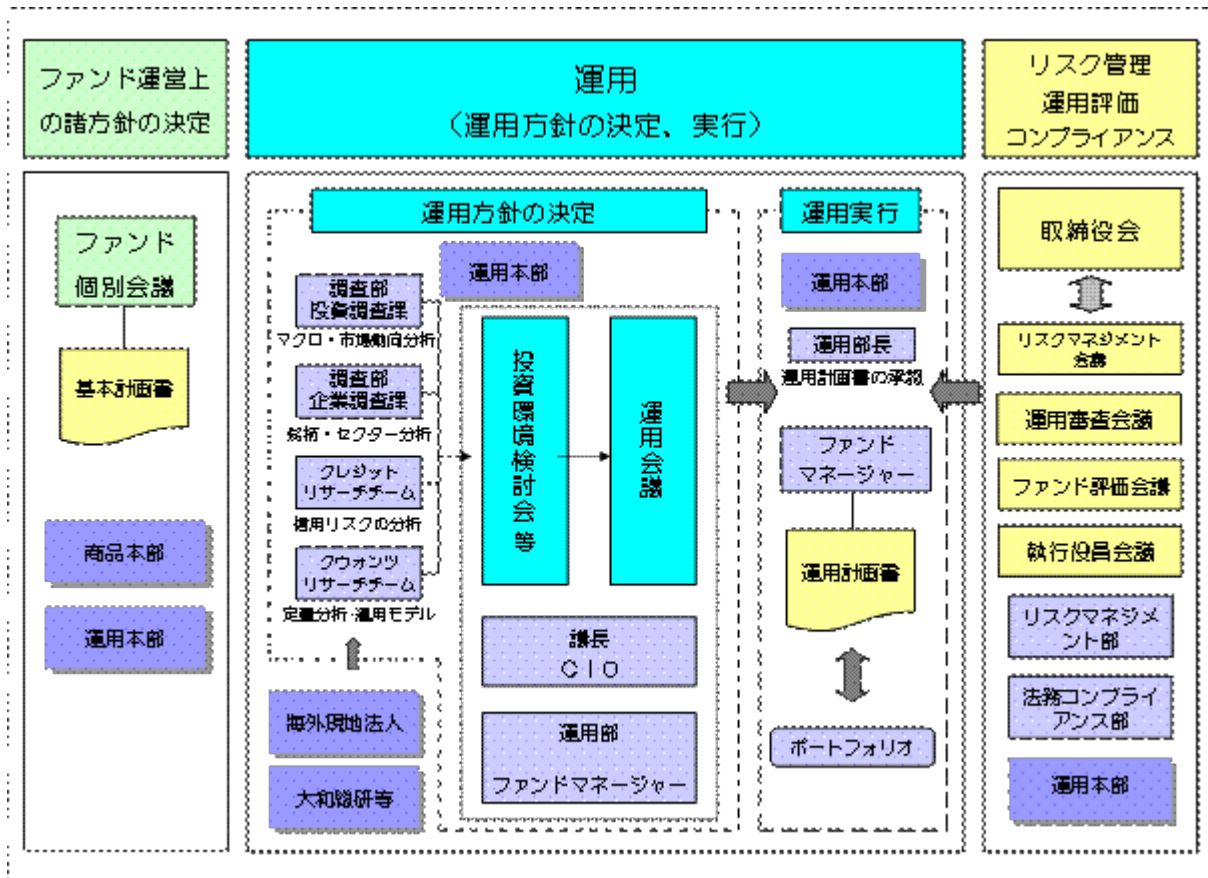 ファンド運営上
の諸方針の決定
運用
（運用方針の決定、実行）
リスク管理
運用評価
コンプライアンス
ファンド
個別会議
基本計画書
商品本部
運用本部
運用方針の決定
運用本部
調査部
投資調査課
マクロ・市場動向分析
調査部
企業調査課
銘柄・セクター分析
クレジット
リサーチチーム
信用リスクの分析
クウォンツ
リサーチチーム
定量分析・運用モデル
海外現地法人
大和総研等
投資環境検討会等
運用会議
議長
ＣＩＯ
運用部
ファンドマネージャー
運用実行
運用本部
運用部長
運用計画書の承認
ファンド
マネージャー
運用計画書
ポートフォリオ
取締役会
リスクマネジメント
会議
運用審査会議
ファンド評価会議
執行役員会議
リスクマネジメ
ント部
法務コンプライ
アンス部
運用本部